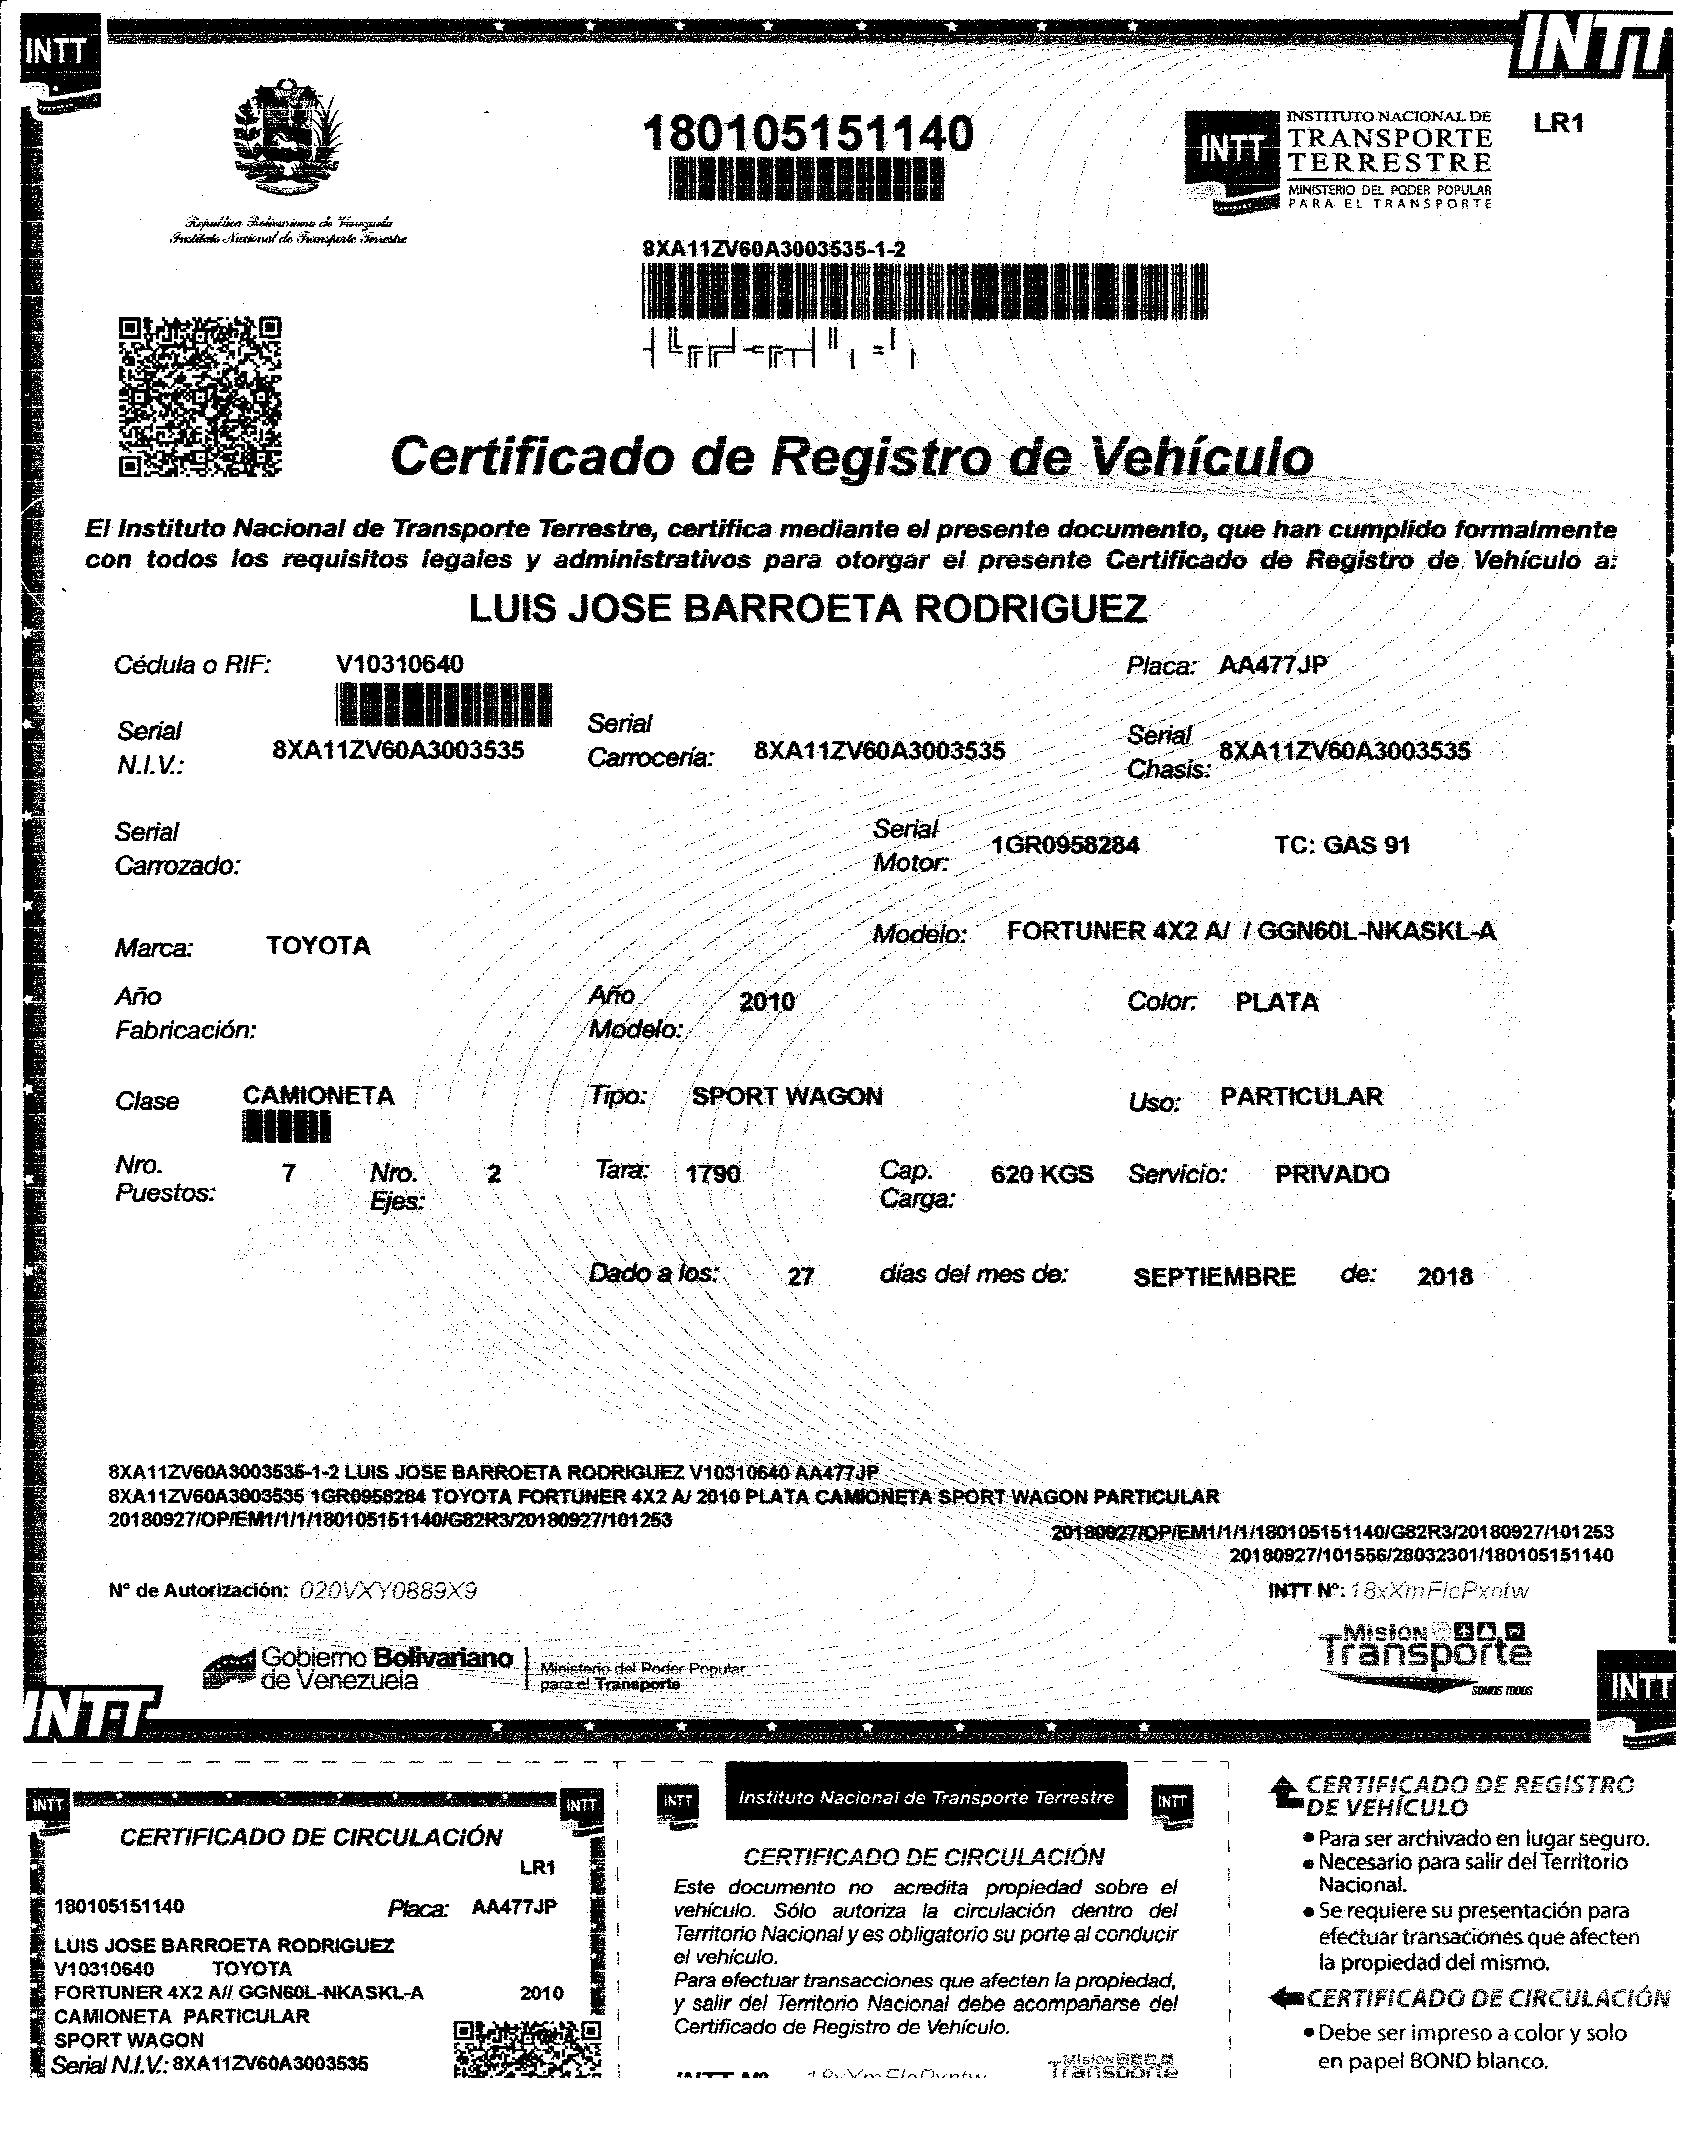 INTT
INTT
180105151140
INTT
INSTITUTO NACIONAL DE
TRANSPORTE
TERRESTRE
MINISTERIO DEL PODER POPULAR
PARA EL TRANSPORTE
LR1
República Bolivariana de Venezuela
Instituto Nacional de Transporte Terrestre
8XA11ZV60A3003535-1-2
Certificado de Registro de Vehículo
El Instituto Nacional de Transporte Terrestre, certifica mediante el presente documento, que han cumplido formalmente
con todos los requisitos legales y administrativos para otorgar el presente Certificado de Registro de Vehículo a:
LUIS JOSE BARROETA RODRIGUEZ
Cédula o RIF: V10310640 Placa: AA477JP
Serial N.I.V.: 8XA11ZV60A3003535 Serial Carrocería: 8XA11ZV60A3003535 Serial Chasis: 8XA11ZV60A3003535
Serial Carrozado: Serial Motor: 1GR0958284 TC: GAS 91
Marca: TOYOTA Modelo: FORTUNER 4X2 A/ / GGN60L-NKASKL-A
Año Fabricación: Año Modelo: 2010 Color: PLATA
Clase CAMIONETA Tipo: SPORT WAGON Uso: PARTICULAR
Nro. Puestos: 7 Nro. Ejes: 2 Tara: 1790 Cap. Carga: 620 KGS Servicio: PRIVADO
Dado a los: 27 días del mes de: SEPTIEMBRE de: 2018
8XA11ZV60A3003535-1-2 LUIS JOSE BARROETA RODRIGUEZ V10310640 AA477JP
8XA11ZV60A3003535 1GR0958284 TOYOTA FORTUNER 4X2 A/ 2010 PLATA CAMIONETA SPORT WAGON PARTICULAR
20180927/OP/EM1/1/1/180105151140/G82R3/20180927/101253
20180927/OP/EM1/1/1/180105151140/G82R3/20180927/101253
20180927/101556/28032301/180105151140
N° de Autorización: 020VXY0889X9
INTT N°: 18xXmFlcPxntw
Gobierno Bolivariano
de Venezuela
Ministerio del Poder Popular
para el Transporte
Misión
Transporte
SOMOS TODOS
INTT
INTT
INTT
INTT
CERTIFICADO DE CIRCULACIÓN
LR1
180105151140 Placa: AA477JP
LUIS JOSE BARROETA RODRIGUEZ
V10310640 TOYOTA
FORTUNER 4X2 A// GGN60L-NKASKL-A 2010
CAMIONETA PARTICULAR
SPORT WAGON
Serial N.I.V.: 8XA11ZV60A3003535
INTT
Instituto Nacional de Transporte Terrestre
INTT
CERTIFICADO DE CIRCULACIÓN
Este documento no acredita propiedad sobre el
vehículo. Sólo autoriza la circulación dentro del
Territorio Nacional y es obligatorio su porte al conducir
el vehículo.
Para efectuar transacciones que afecten la propiedad,
y salir del Territorio Nacional debe acompañarse del
Certificado de Registro de Vehículo.
Misión
Transporte
CERTIFICADO DE REGISTRO
DE VEHÍCULO
• Para ser archivado en lugar seguro.
• Necesario para salir del Territorio
Nacional.
• Se requiere su presentación para
efectuar transaciones que afecten
la propiedad del mismo.
CERTIFICADO DE CIRCULACIÓN
• Debe ser impreso a color y solo
en papel BOND blanco.